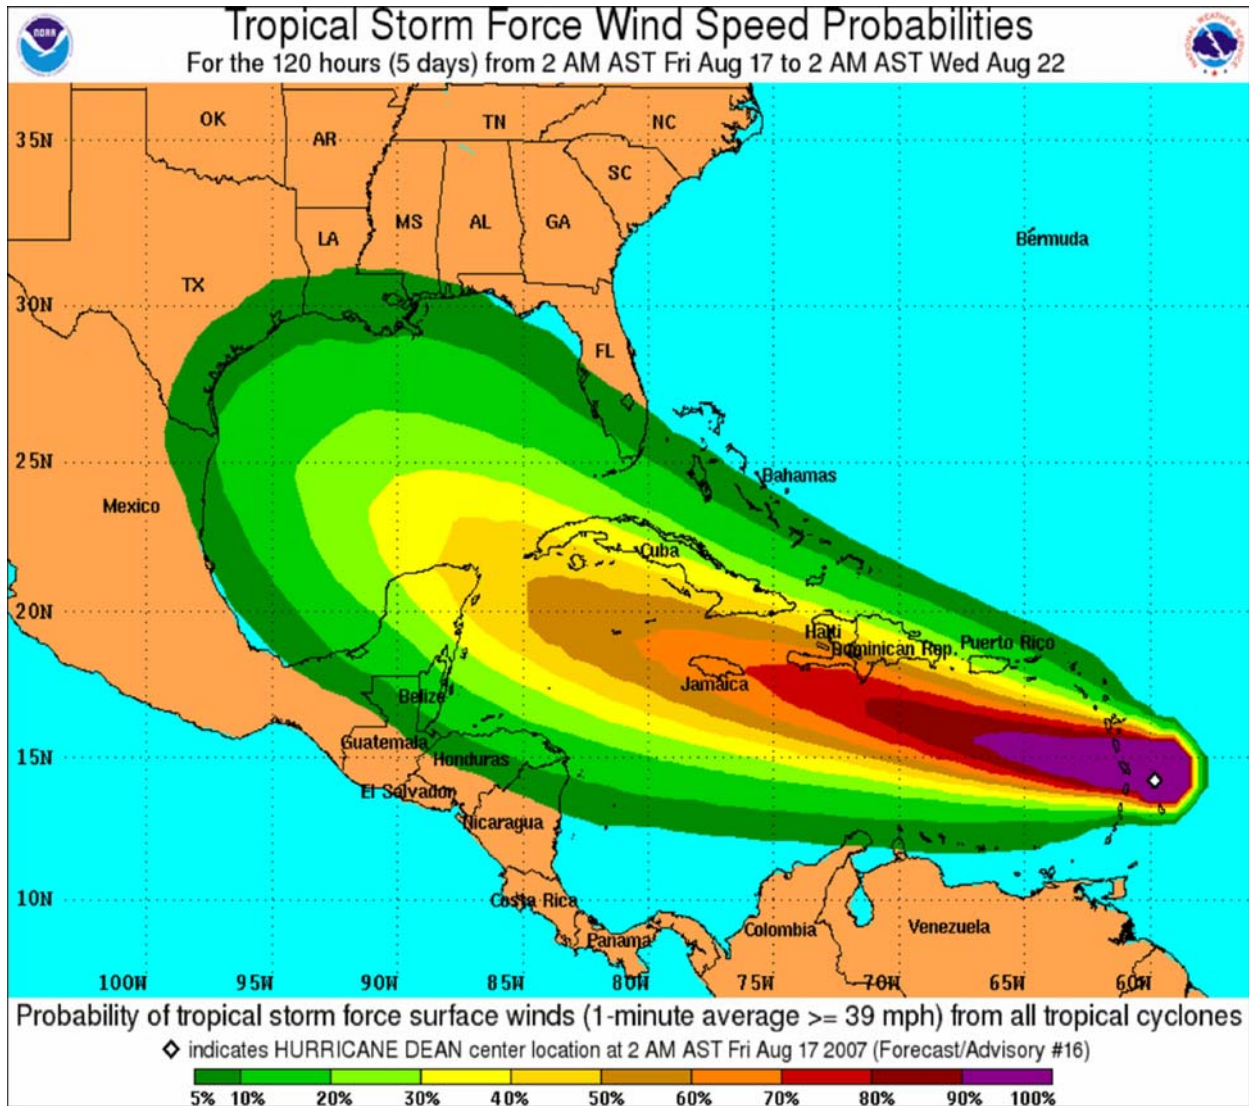 Tropical Storm Force Wind Speed Probabilities
For the 120 hours (5 days) from 2 AM AST Fri Aug 17 to 2 AM AST Wed Aug 22
NOAA
NATIONAL WEATHER SERVICE
OK
TN
NC
AR
35N
SC
MS
AL
GA
LA
Bermuda
TX
30N
FL
25N
Bahamas
Mexico
Cuba
20N
Haiti
Dominican Rep.
Puerto Rico
Jamaica
Belize
Guatemala
15N
Honduras
El Salvador
Nicaragua
10N
Costa Rica
Panama
Colombia
Venezuela
100W 95W 90W 85W 80W 75W 70W 65W 60W
Probability of tropical storm force surface winds (1-minute average >= 39 mph) from all tropical cyclones
indicates HURRICANE DEAN center location at 2 AM AST Fri Aug 17 2007 (Forecast/Advisory #16)
5% 10% 20% 30% 40% 50% 60% 70% 80% 90% 100%